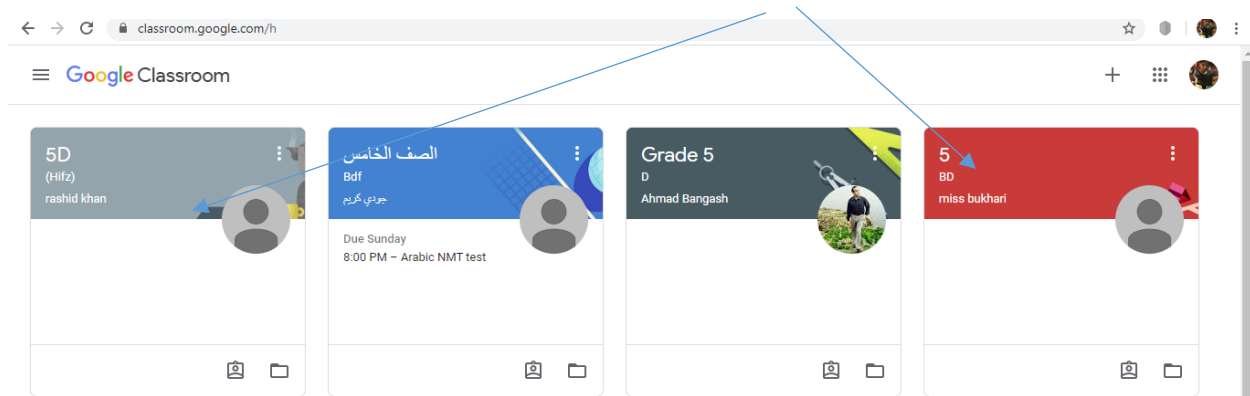 classroom.google.com/h
Google Classroom
5D
(Hifz)
rashid khan
الصف الخامس
Bdf
جودي كريم
Due Sunday
8:00 PM – Arabic NMT test
Grade 5
D
Ahmad Bangash
5
BD
miss bukhari